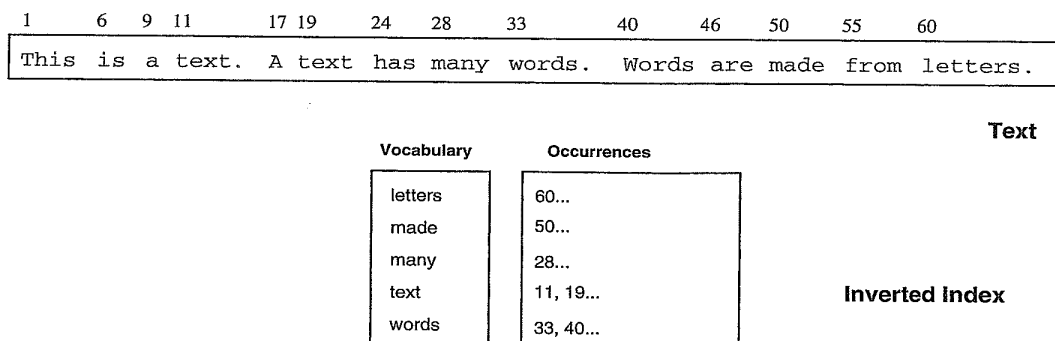 1 6 9 11 17 19 24 28 33 40 46 50 55 60
This is a text. A text has many words. Words are made from letters.
Text
Vocabulary Occurrences
letters 60...
made 50...
many 28...
text 11, 19...
Inverted Index
words 33, 40...